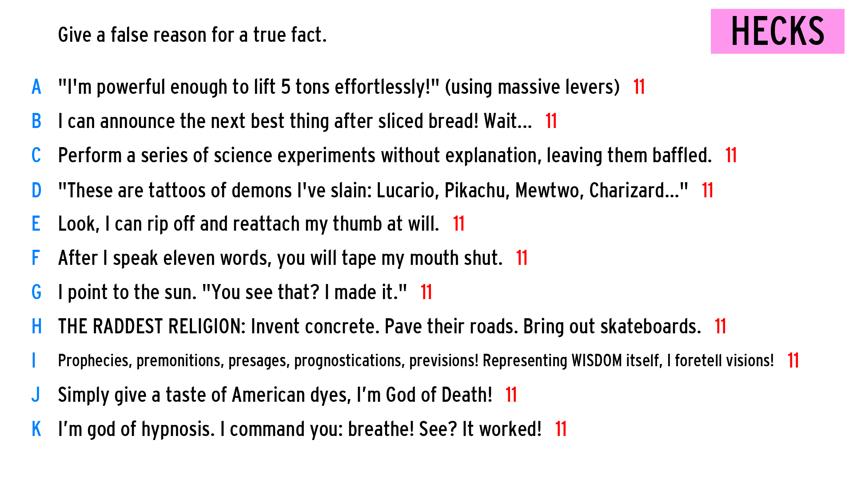 Give a false reason for a true fact.
HECKS
A "I'm powerful enough to lift 5 tons effortlessly!" (using massive levers) 11
B I can announce the next best thing after sliced bread! Wait... 11
C Perform a series of science experiments without explanation, leaving them baffled. 11
D "These are tattoos of demons I've slain: Lucario, Pikachu, Mewtwo, Charizard..." 11
E Look, I can rip off and reattach my thumb at will. 11
F After I speak eleven words, you will tape my mouth shut. 11
G I point to the sun. "You see that? I made it." 11
H THE RADDEST RELIGION: Invent concrete. Pave their roads. Bring out skateboards. 11
I Prophecies, premonitions, presages, prognostications, previsions! Representing WISDOM itself, I foretell visions! 11
J Simply give a taste of American dyes, I'm God of Death! 11
K I'm god of hypnosis. I command you: breathe! See? It worked! 11